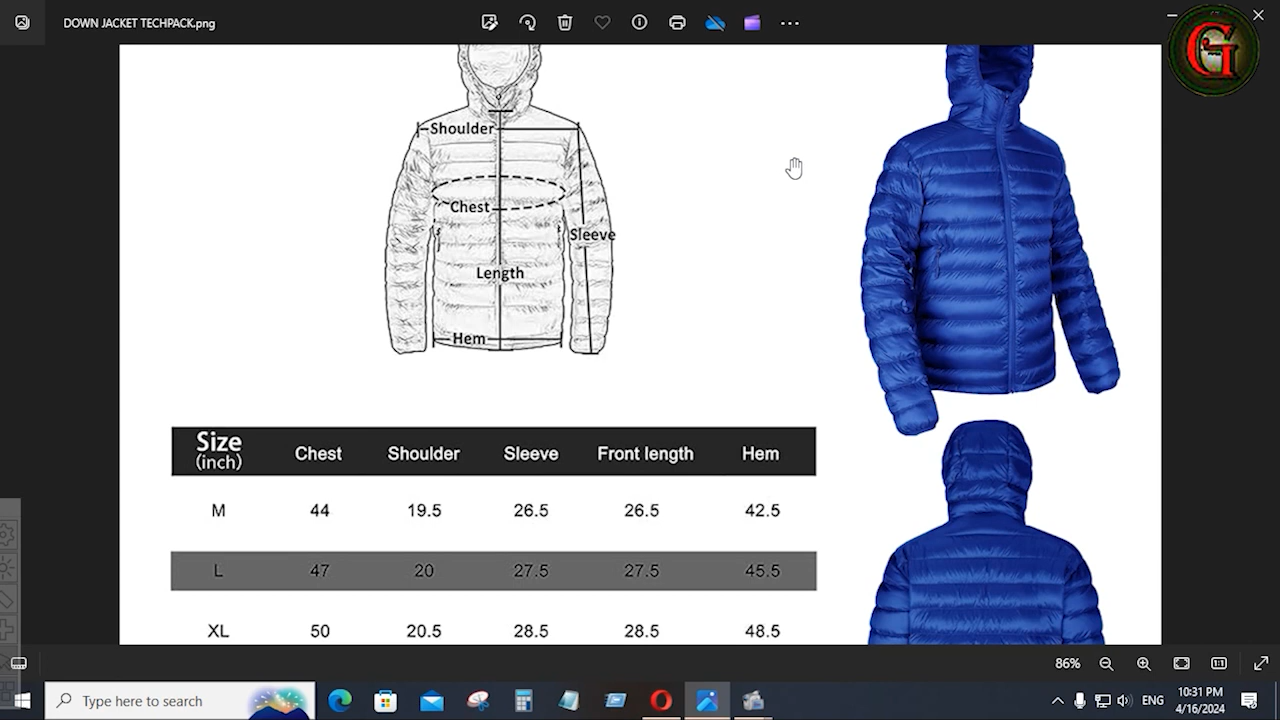 DOWN JACKET TECHPACK.png
G
Shoulder
Chest
Sleeve
Length
Hem
Size (inch) Chest Shoulder Sleeve Front length Hem
M 44 19.5 26.5 26.5 42.5
L 47 20 27.5 27.5 45.5
XL 50 20.5 28.5 28.5 48.5
86%
Type here to search
ENG
10:31 PM
4/16/2024